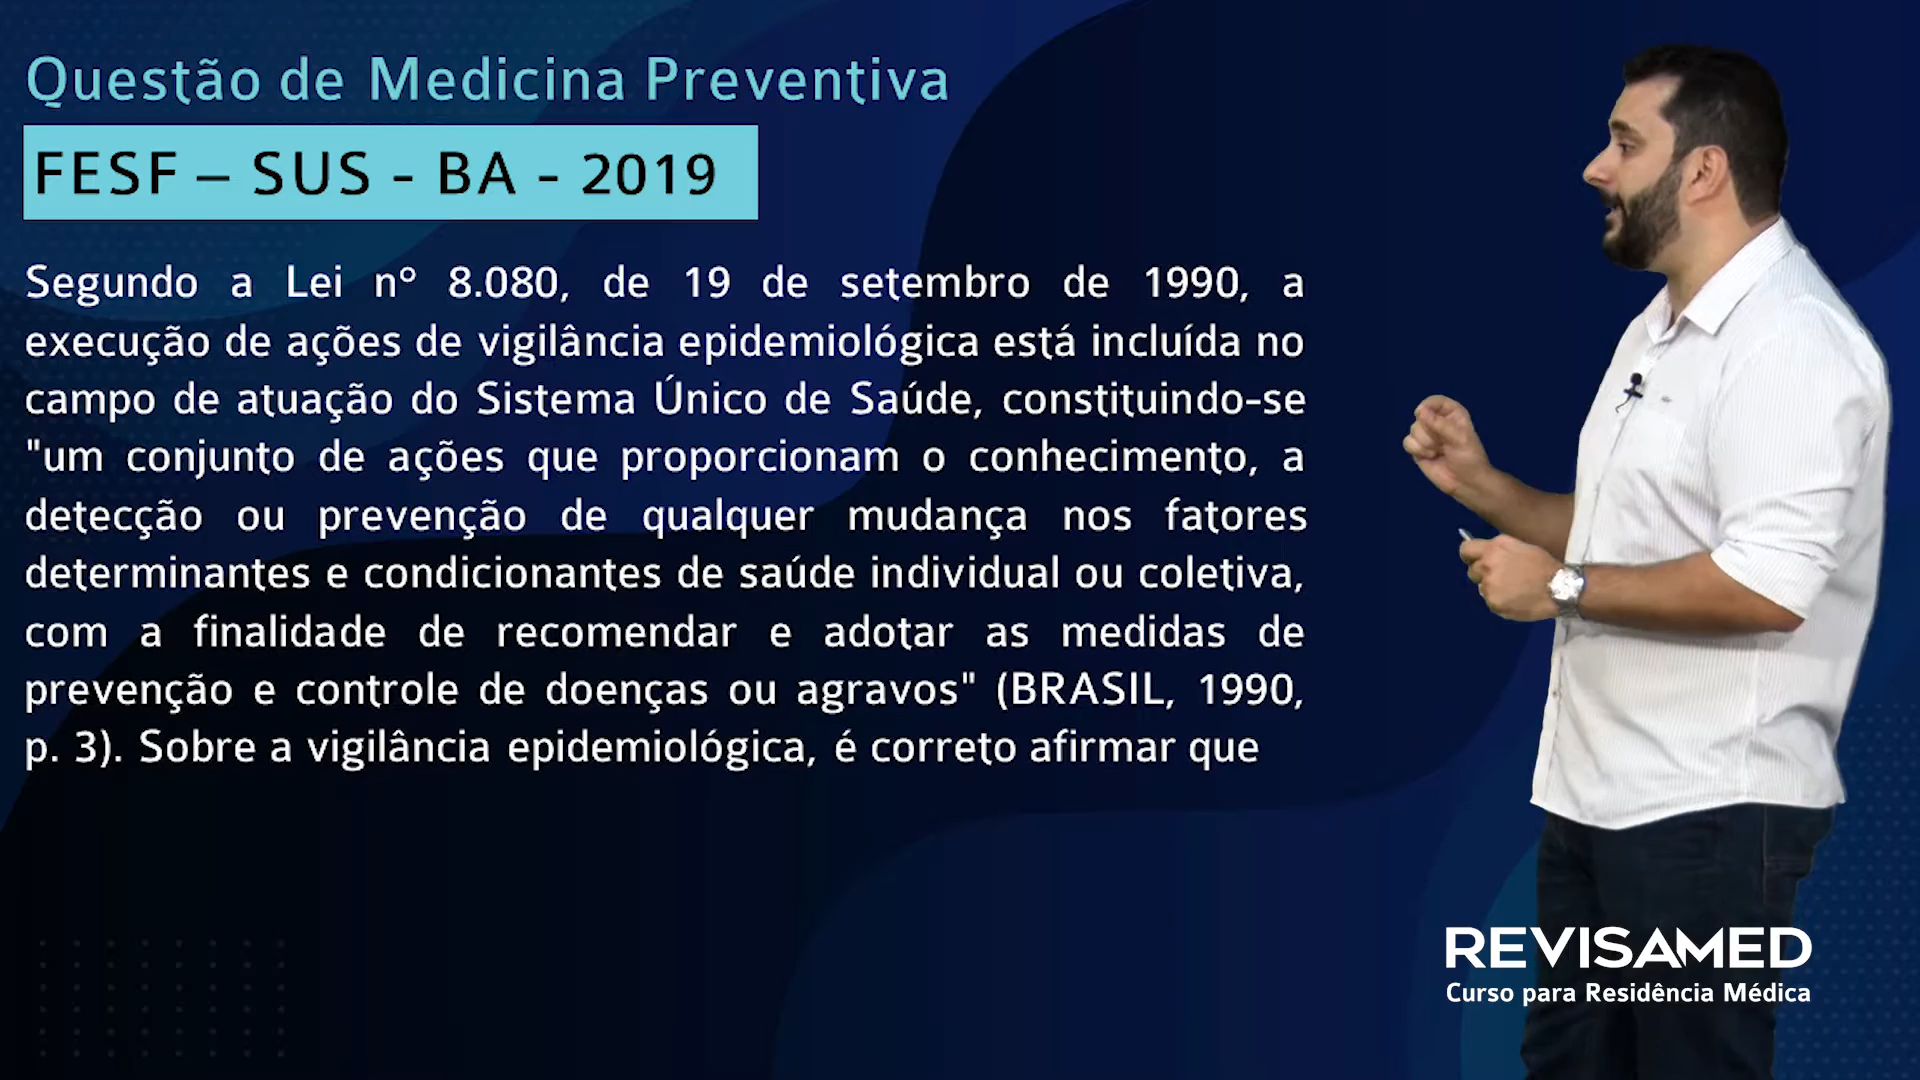 Questão de Medicina Preventiva
FESF – SUS - BA - 2019
Segundo a Lei nº 8.080, de 19 de setembro de 1990, a
execução de ações de vigilância epidemiológica está incluída no
campo de atuação do Sistema Único de Saúde, constituindo-se
"um conjunto de ações que proporcionam o conhecimento, a
detecção ou prevenção de qualquer mudança nos fatores
determinantes e condicionantes de saúde individual ou coletiva,
com a finalidade de recomendar e adotar as medidas de
prevenção e controle de doenças ou agravos" (BRASIL, 1990,
p. 3). Sobre a vigilância epidemiológica, é correto afirmar que
REVISAMED
Curso para Residência Médica